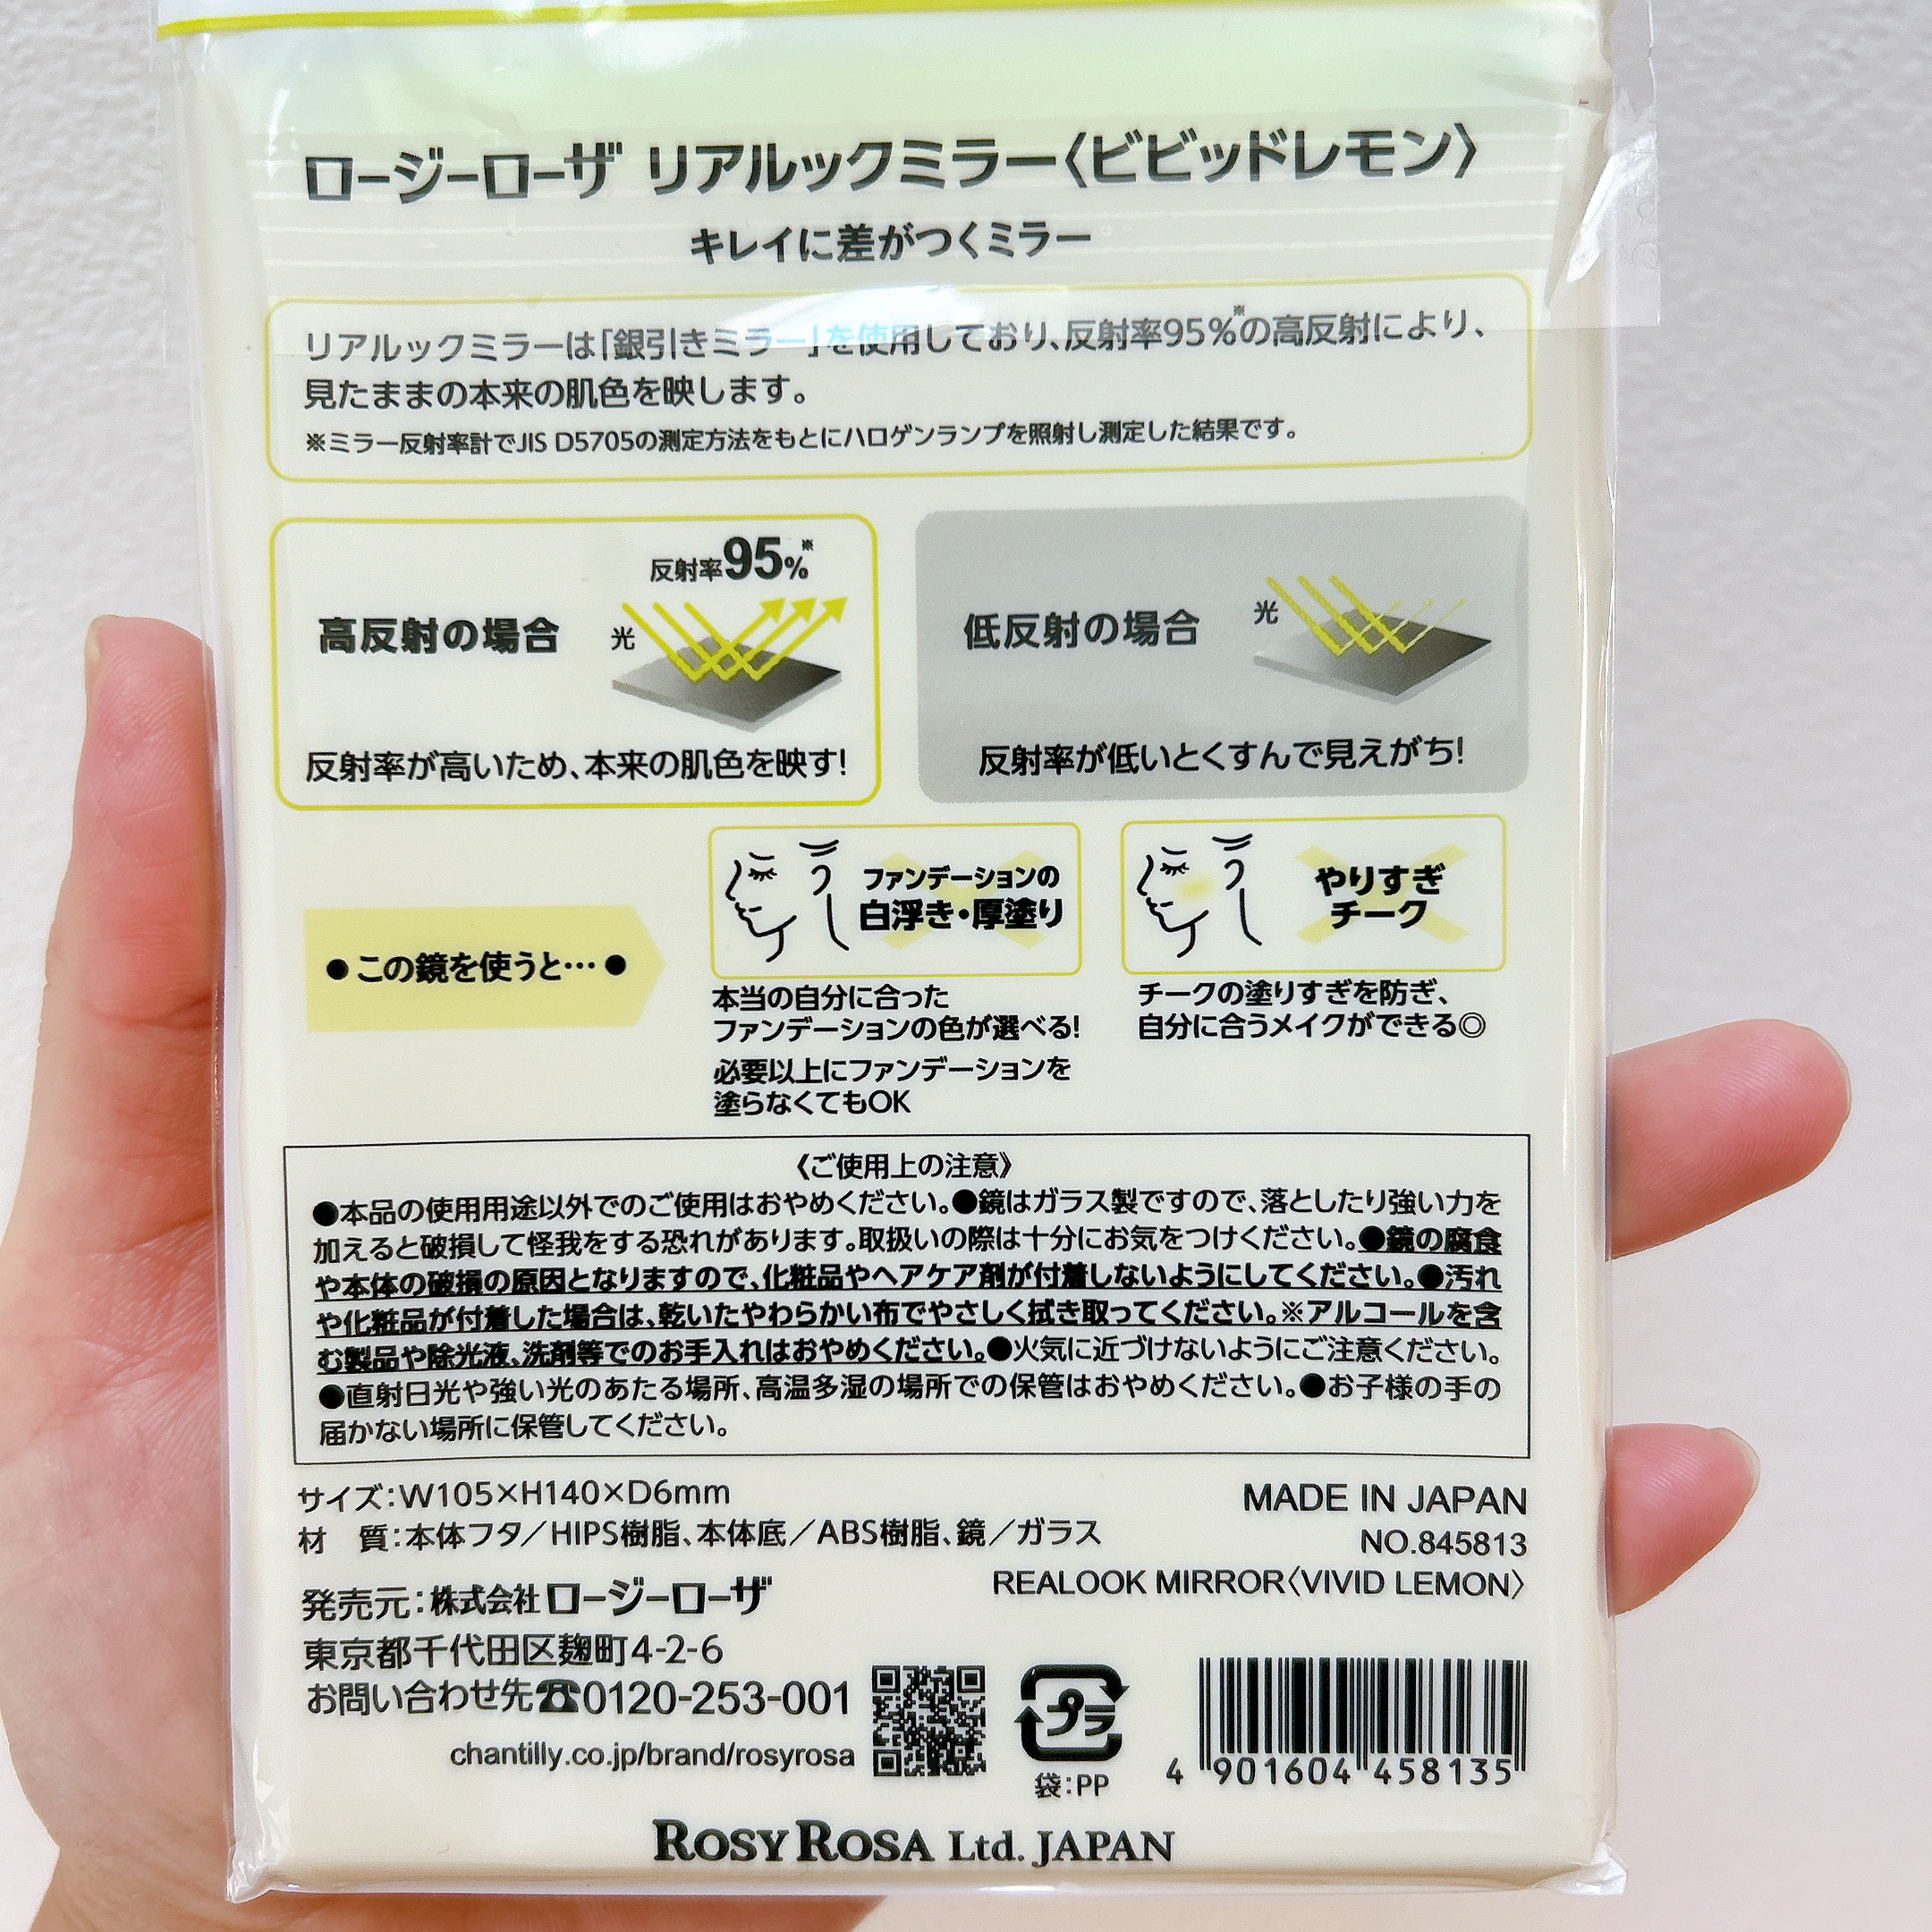 ロージーローザ リアルックミラー〈ビビッドレモン〉
キレイに差がつくミラー
リアルックミラーは「銀引きミラー」を使用しており、反射率95%※の高反射により、
見たままの本来の肌色を映します。
※ミラー反射率計でJIS D5705の測定方法をもとにハロゲンランプを照射し測定した結果です。
反射率95%※
高反射の場合
光
反射率が高いため、本来の肌色を映す!
低反射の場合
光
反射率が低いとくすんで見えがち!
●この鏡を使うと…●
ファンデーションの
白浮き・厚塗り
本当の自分に合った
ファンデーションの色が選べる!
必要以上にファンデーションを
塗らなくてもOK
やりすぎ
チーク
チークの塗りすぎを防ぎ、
自分に合うメイクができる◎
《ご使用上の注意》
●本品の使用用途以外でのご使用はおやめください。●鏡はガラス製ですので、落としたり強い力を
加えると破損して怪我をする恐れがあります。取扱いの際は十分にお気をつけください。●鏡の腐食
や本体の破損の原因となりますので、化粧品やヘアケア剤が付着しないようにしてください。●汚れ
や化粧品が付着した場合は、乾いたやわらかい布でやさしく拭き取ってください。※アルコールを含
む製品や除光液、洗剤等でのお手入れはおやめください。●火気に近づけないようにご注意ください。
●直射日光や強い光のあたる場所、高温多湿の場所での保管はおやめください。●お子様の手の
届かない場所に保管してください。
サイズ：W105×H140×D6mm
材　質：本体フタ／HIPS樹脂、本体底／ABS樹脂、鏡／ガラス
MADE IN JAPAN
NO.845813
REALOOK MIRROR〈VIVID LEMON〉
発売元：株式会社ロージーローザ
東京都千代田区麹町4-2-6
お問い合わせ先☎0120-253-001
chantilly.co.jp/brand/rosyrosa
プラ
袋：PP
4 901604 458135
ROSY ROSA Ltd. JAPAN